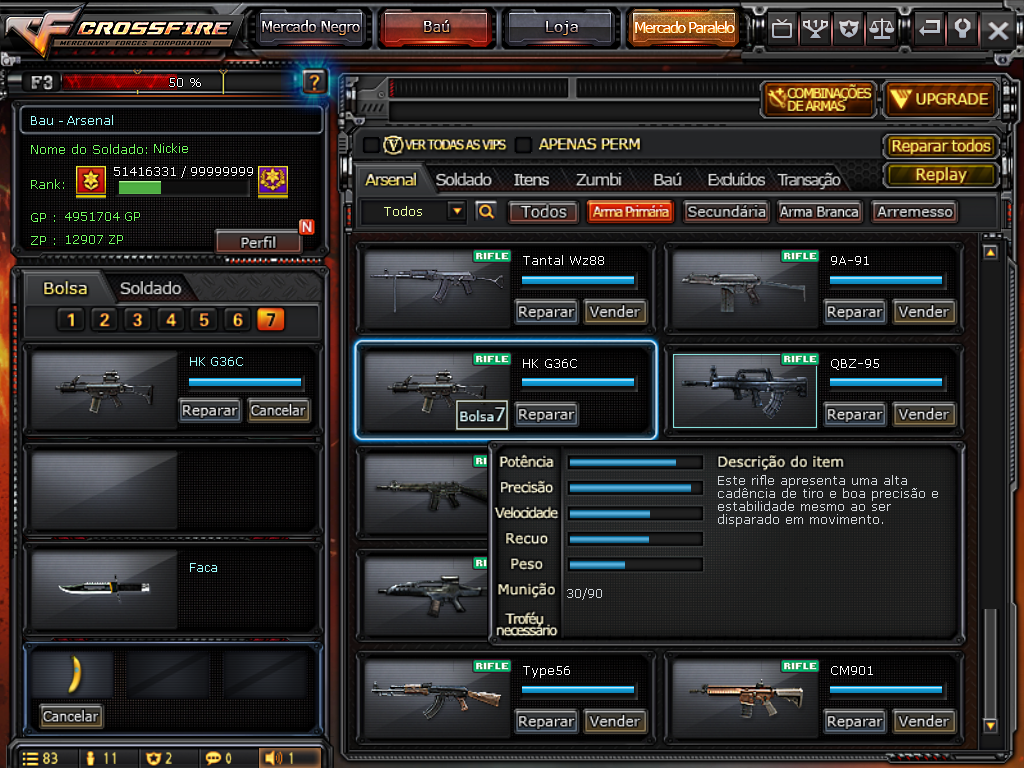 CROSSFIRE
MERCENARY FORCES CORPORATION
Mercado Negro
Baú
Loja
Mercado Paralelo
F3
50 %
?
COMBINAÇÕES
DE ARMAS
UPGRADE
Bau - Arsenal
Nome do Soldado: Nickie
Rank:
51416331 / 99999999
GP : 4951704 GP
ZP : 12907 ZP
N
Perfil
V VER TODAS AS VIPS
APENAS PERM
Reparar todos
Replay
Arsenal
Soldado
Itens
Zumbi
Baú
Excluídos
Transação
Todos
Todos
Arma Primária
Secundária
Arma Branca
Arremesso
Bolsa
Soldado
1 2 3 4 5 6 7
HK G36C
Reparar
Cancelar
Faca
Cancelar
83
11
2
0
1
RIFLE
Tantal Wz88
Reparar
Vender
RIFLE
9A-91
Reparar
Vender
RIFLE
HK G36C
Bolsa7
Reparar
RIFLE
QBZ-95
Reparar
Vender
Potência
Precisão
Velocidade
Recuo
Peso
Munição
30/90
Troféu
necessário
Descrição do item
Este rifle apresenta uma alta
cadência de tiro e boa precisão e
estabilidade mesmo ao ser
disparado em movimento.
RIFLE
Type56
Reparar
Vender
RIFLE
CM901
Reparar
Vender